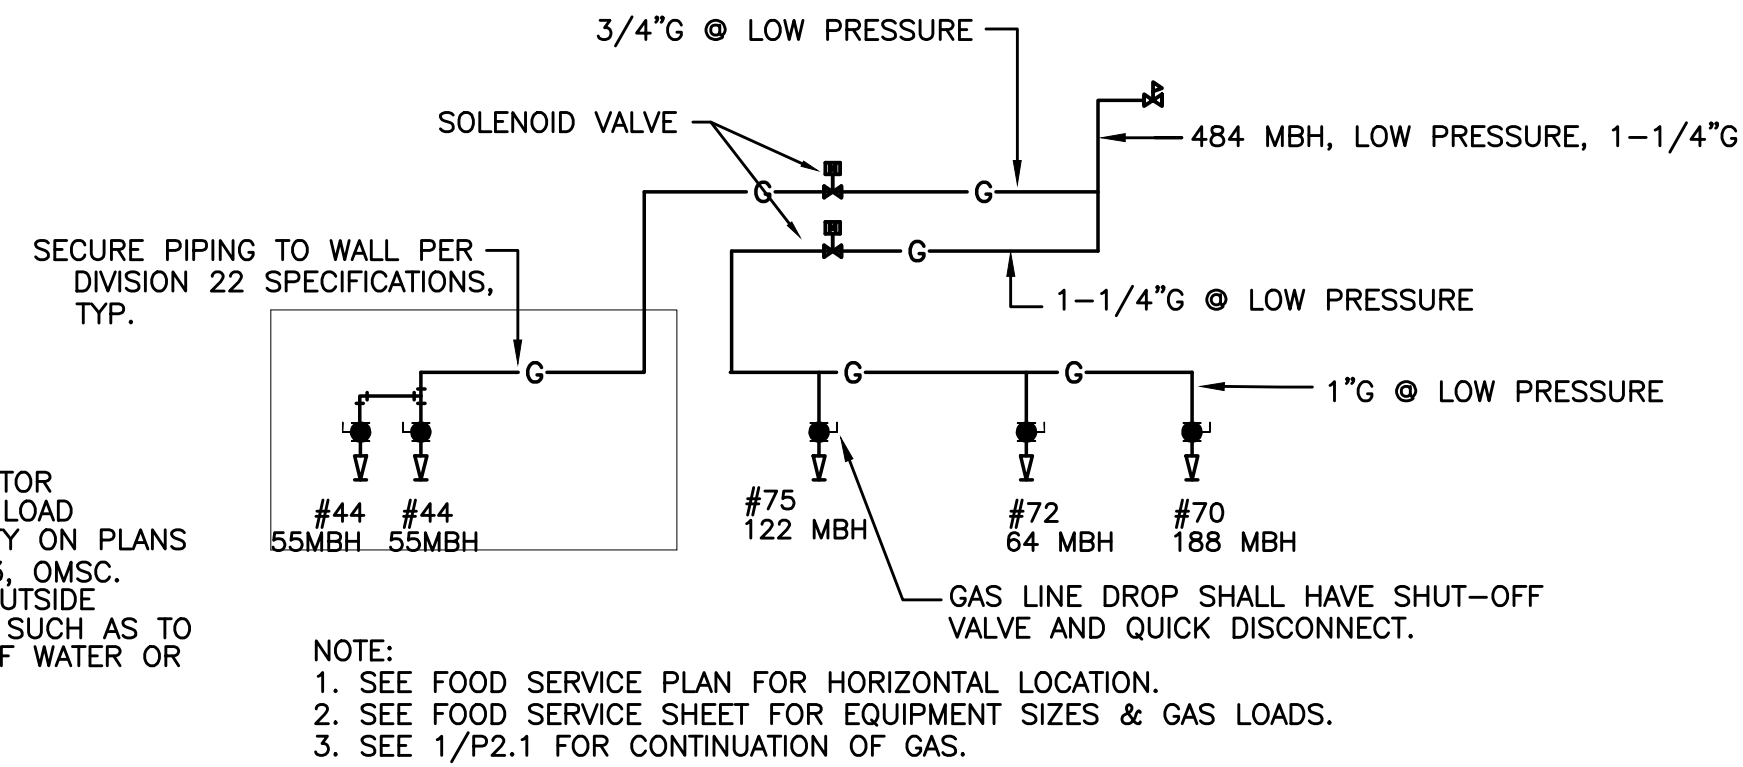 3/4"G @ LOW PRESSURE
SOLENOID VALVE
484 MBH, LOW PRESSURE, 1-1/4"G
G
G
SECURE PIPING TO WALL PER
DIVISION 22 SPECIFICATIONS,
TYP.
G
1-1/4"G @ LOW PRESSURE
G
G
G
1"G @ LOW PRESSURE
#44
55MBH
#44
55MBH
#75
122 MBH
#72
64 MBH
#70
188 MBH
GAS LINE DROP SHALL HAVE SHUT-OFF
VALVE AND QUICK DISCONNECT.
TOR
LOAD
Y ON PLANS
, OMSC.
UTSIDE
SUCH AS TO
F WATER OR
NOTE:
1. SEE FOOD SERVICE PLAN FOR HORIZONTAL LOCATION.
2. SEE FOOD SERVICE SHEET FOR EQUIPMENT SIZES & GAS LOADS.
3. SEE 1/P2.1 FOR CONTINUATION OF GAS.